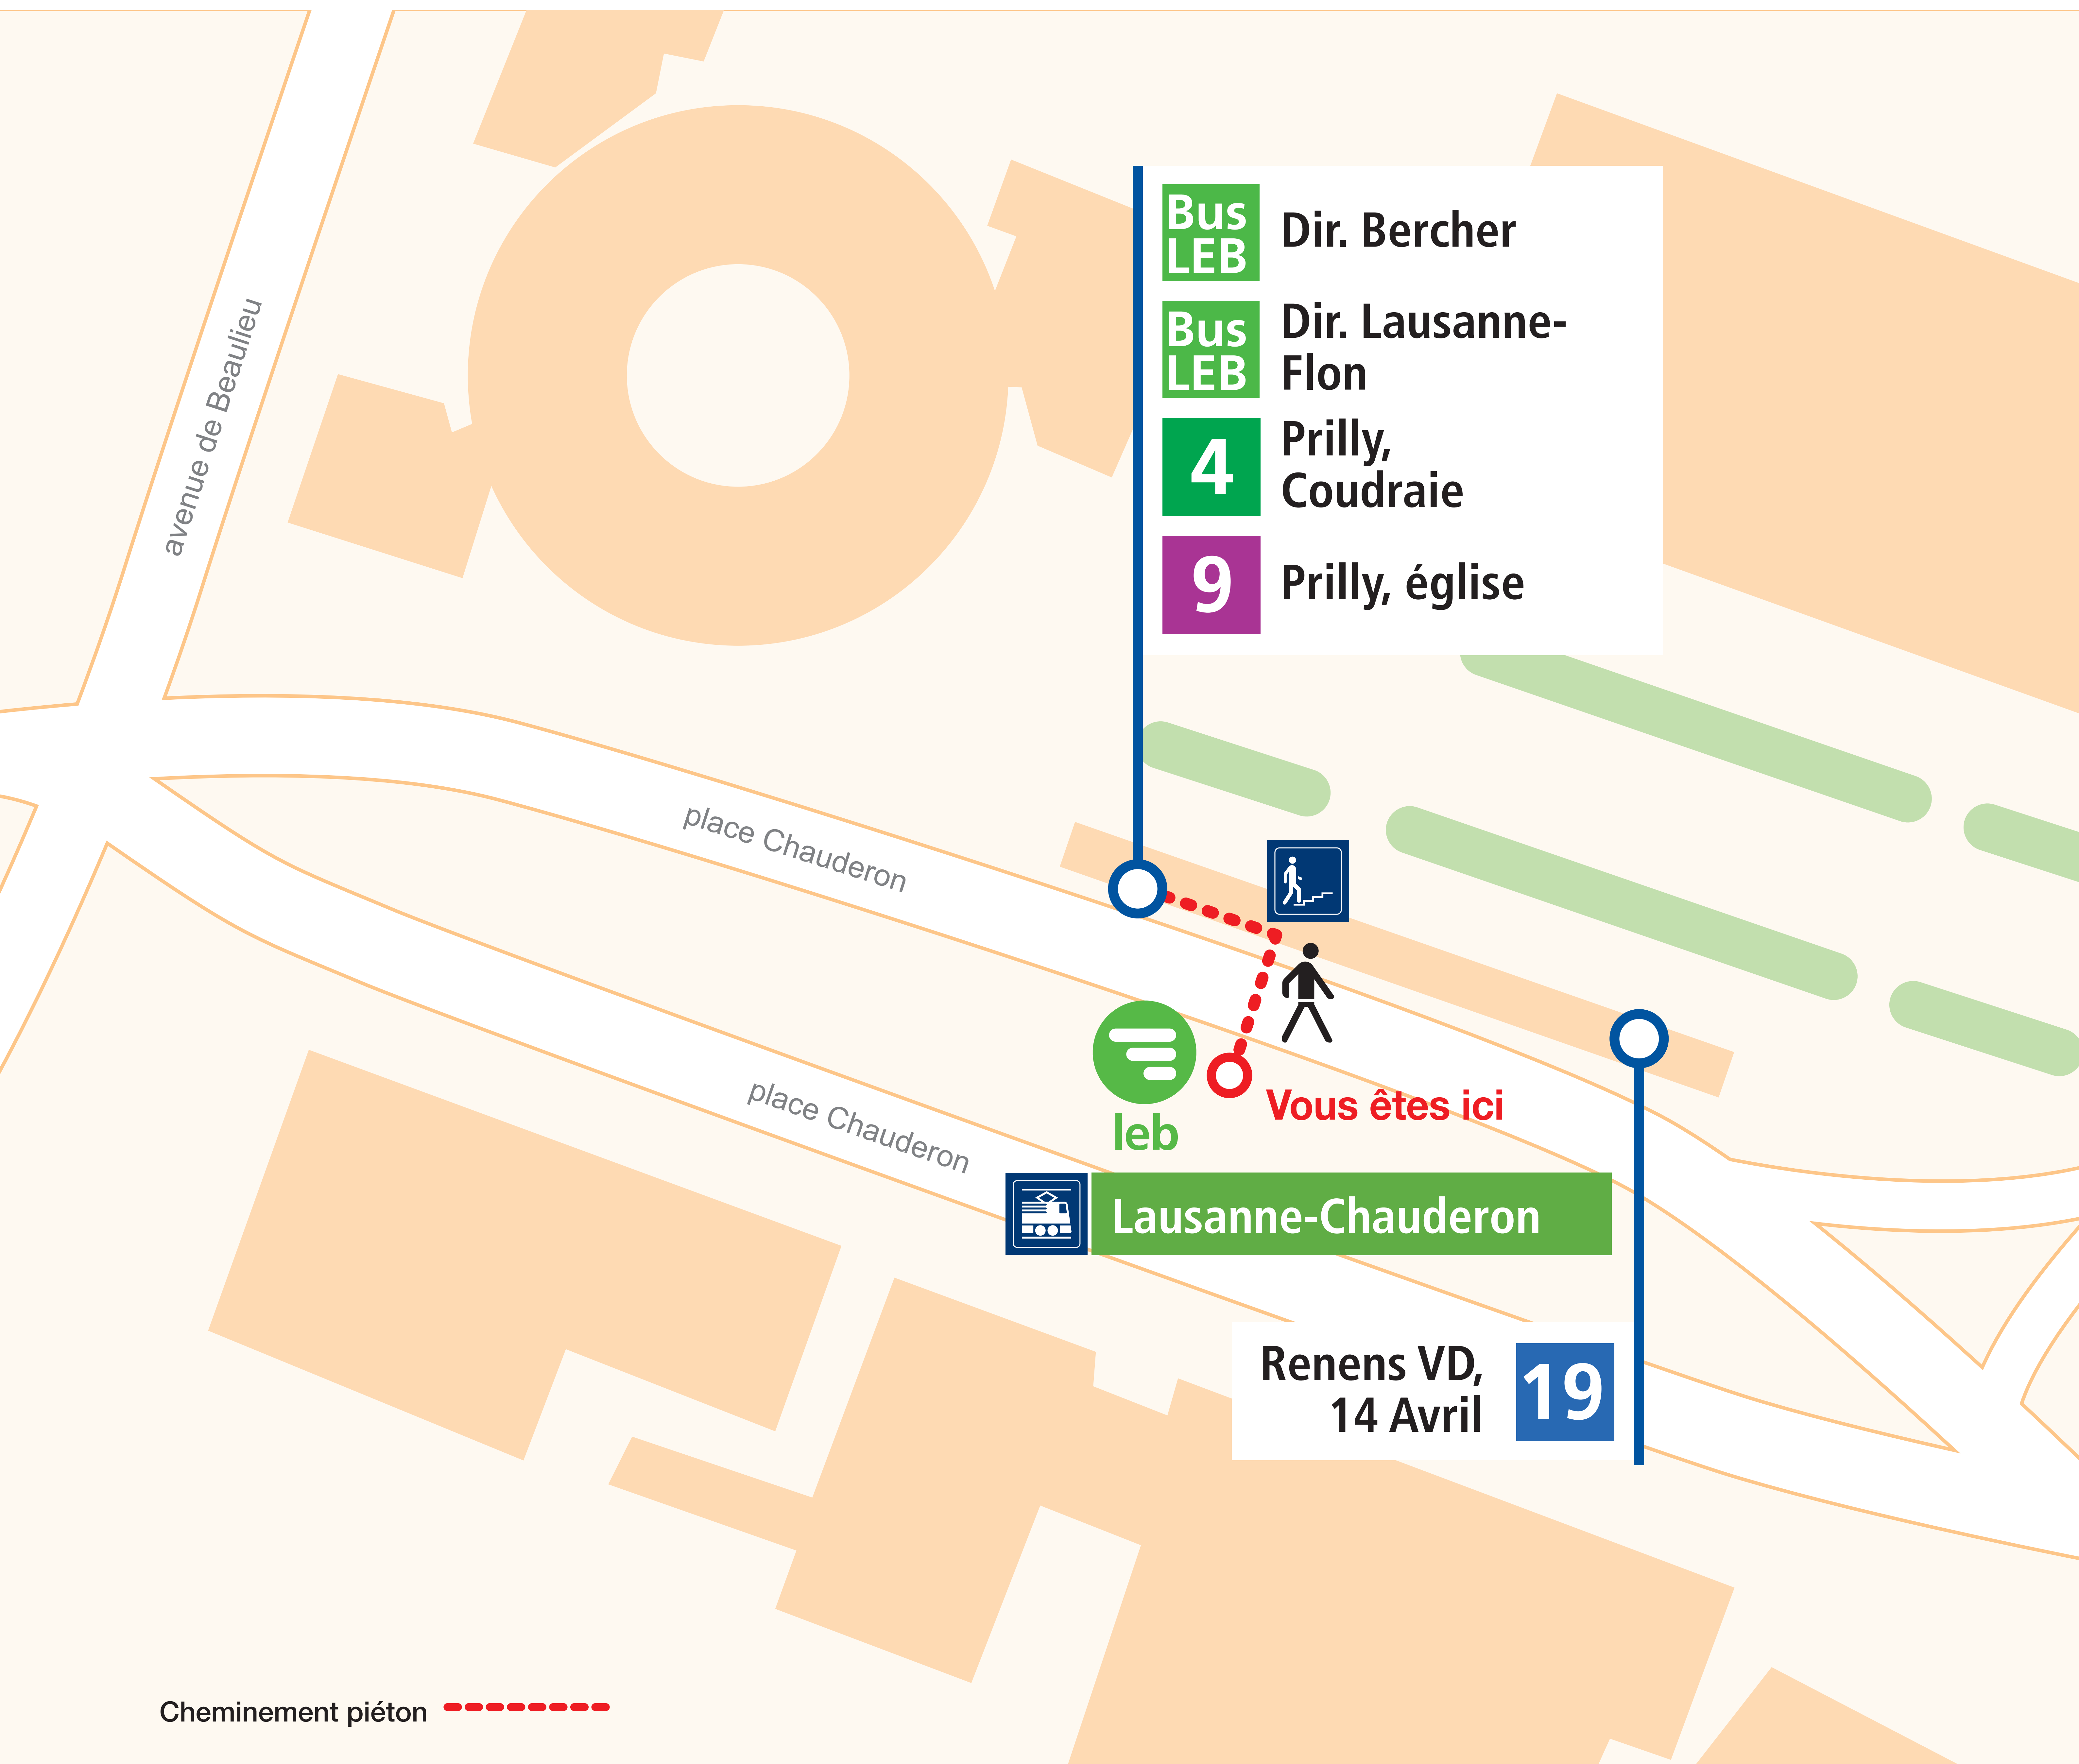 Bus
LEB
Dir. Bercher
Bus
LEB
Dir. Lausanne-
Flon
4
Prilly,
Coudraie
9
Prilly, église
avenue de Beaulieu
place Chauderon
place Chauderon
leb
Vous êtes ici
Lausanne-Chauderon
Renens VD,
14 Avril
19
Cheminement piéton